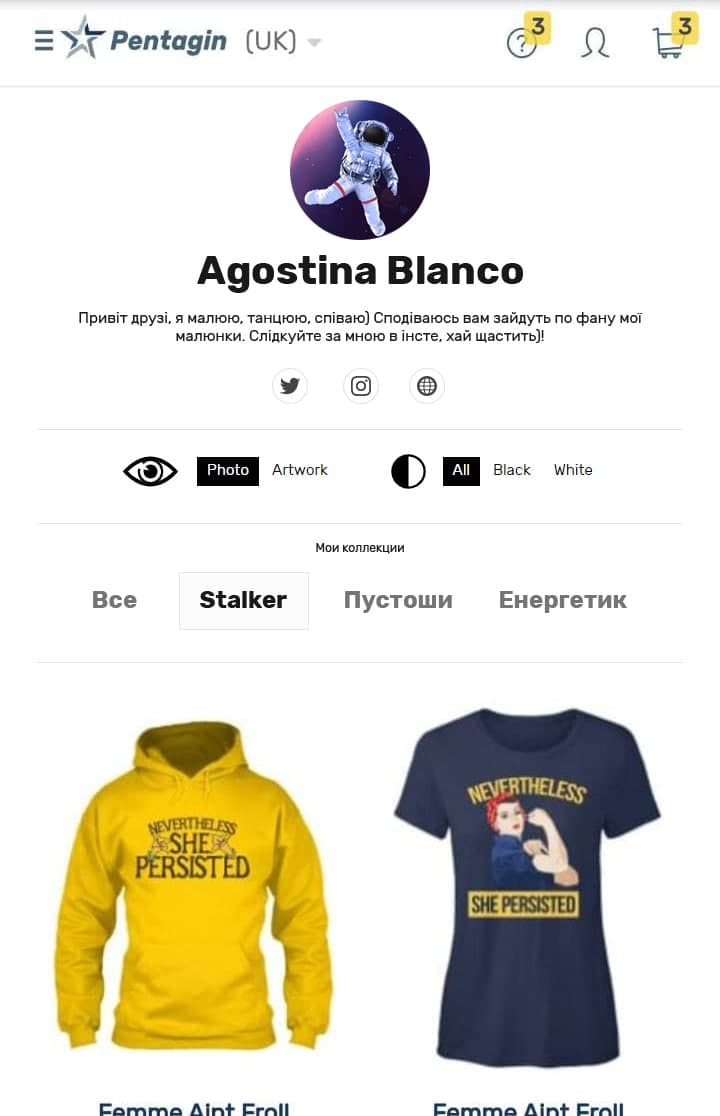 Pentagin (UK) 3 3
Agostina Blanco
Привіт друзі, я малюю, танцюю, співаю) Сподіваюсь вам зайдуть по фану мої
малюнки. Слідкуйте за мною в інсте, хай щастить)!
Photo Artwork All Black White
Мои коллекции
Все Stalker Пустоши Енергетик
NEVERTHELESS
SHE
PERSISTED
NEVERTHELESS
SHE PERSISTED
Femme Aint Froll Femme Aint Froll